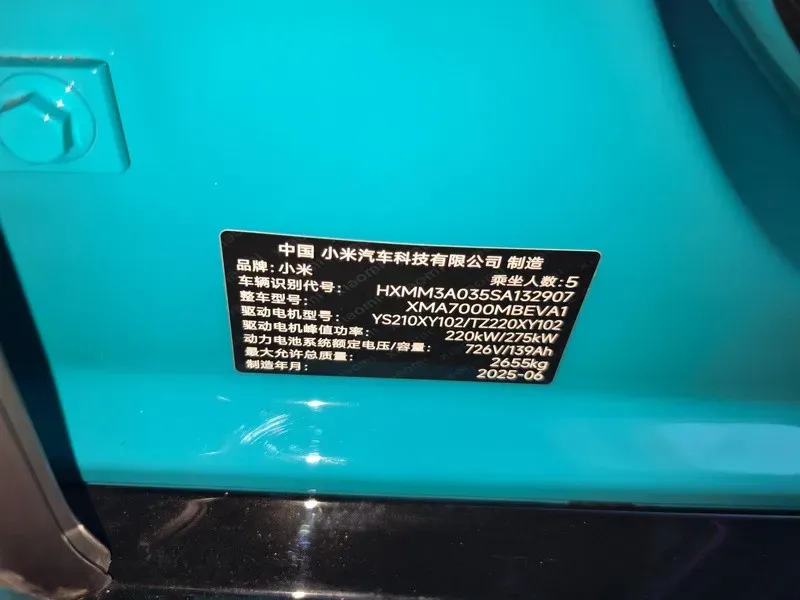 中国 小米汽车科技有限公司 制造
品牌: 小米 乘坐人数: 5
车辆识别代号: HXMM3A035SA132907
整车型号: XMA7000MBEVA1
驱动电机型号: YS210XY102/TZ220XY102
驱动电机峰值功率: 220kW/275kW
动力电池系统额定电压/容量: 726V/139Ah
最大允许总质量: 2655kg
制造年月: 2025-06